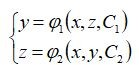 y = φ₁(x, z, C₁)
z = φ₂(x, y, C₂)